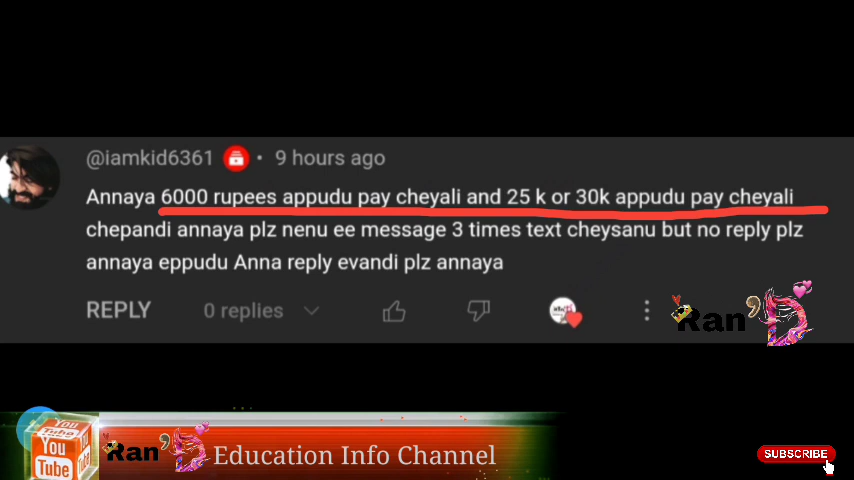 @iamkid6361 • 9 hours ago
Annaya 6000 rupees appudu pay cheyali and 25 k or 30k appudu pay cheyali
chepandi annaya plz nenu ee message 3 times text cheysanu but no reply plz
annaya eppudu Anna reply evandi plz annaya
REPLY 0 replies
Ran'D
You
Tube
You
Tube
Ran'D Education Info Channel
SUBSCRIBE